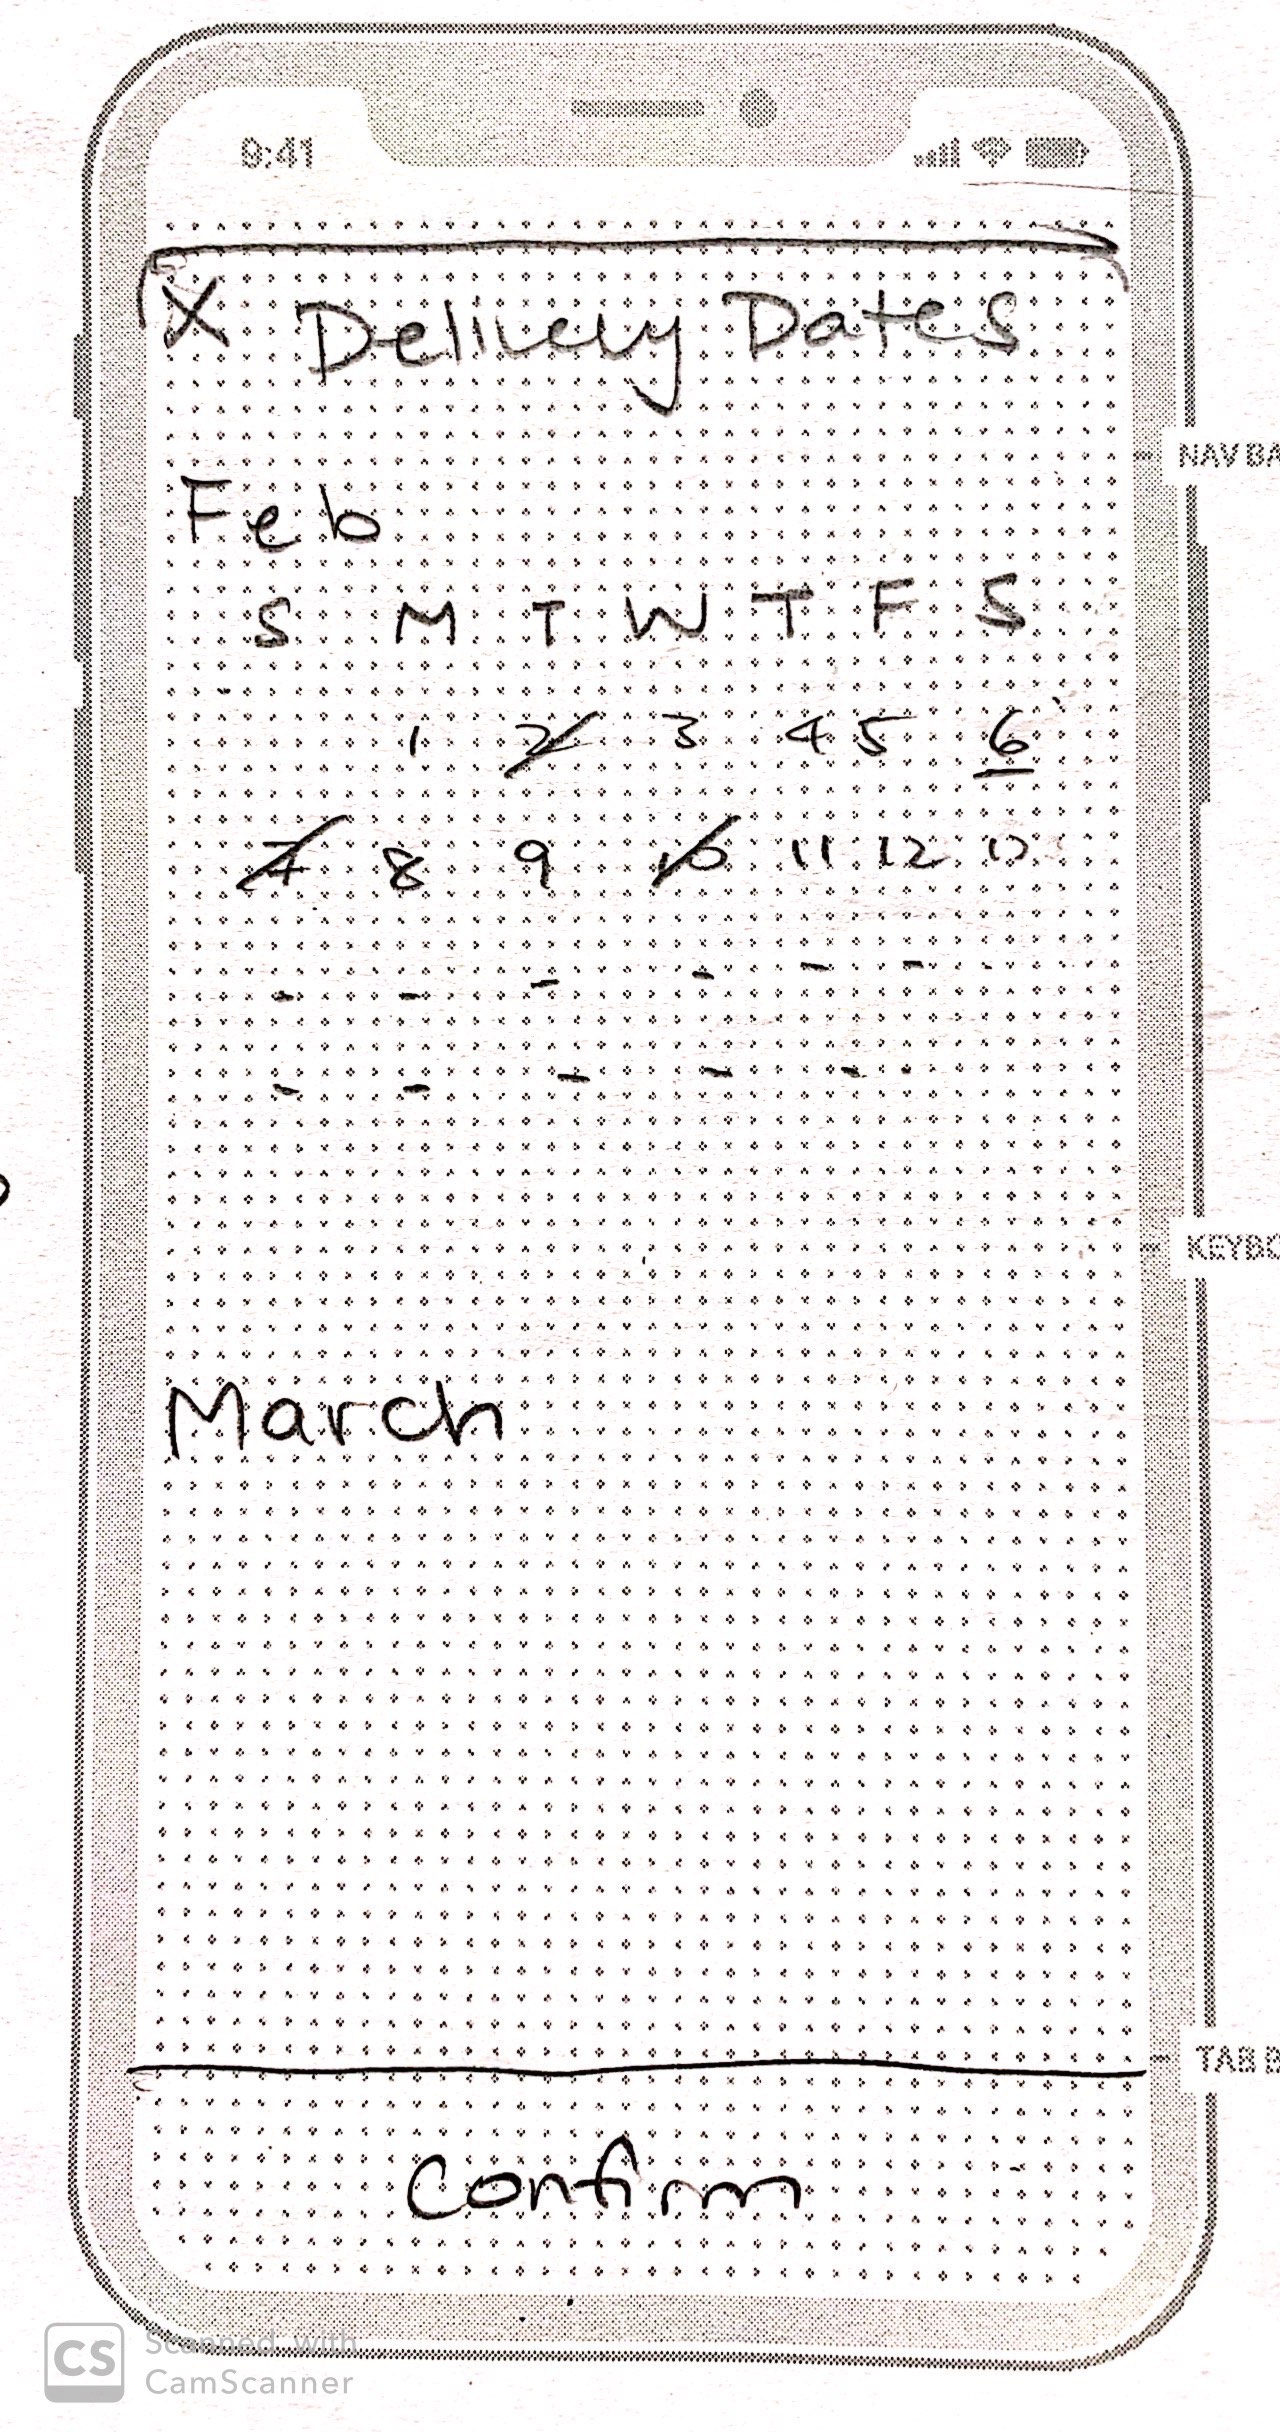 9:41
X Delivery Dates
NAV BA
Feb
S M T W T F S
1 2 3 4 5 6
7 8 9 10 11 12
KEYBO
March
TAB B
Confirm
CS Scanned with
CamScanner